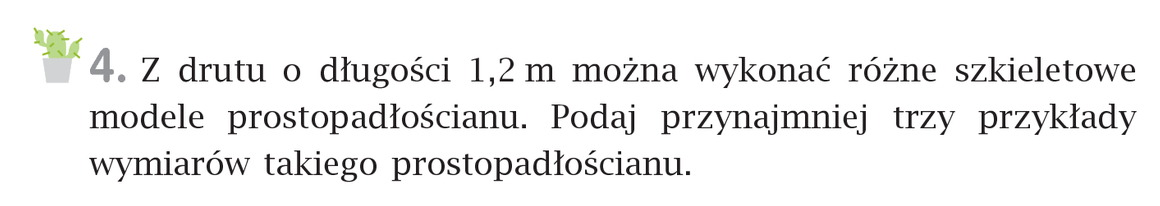 4. Z drutu o długości 1,2 m można wykonać różne szkieletowe
modele prostopadłościanu. Podaj przynajmniej trzy przykłady
wymiarów takiego prostopadłościanu.